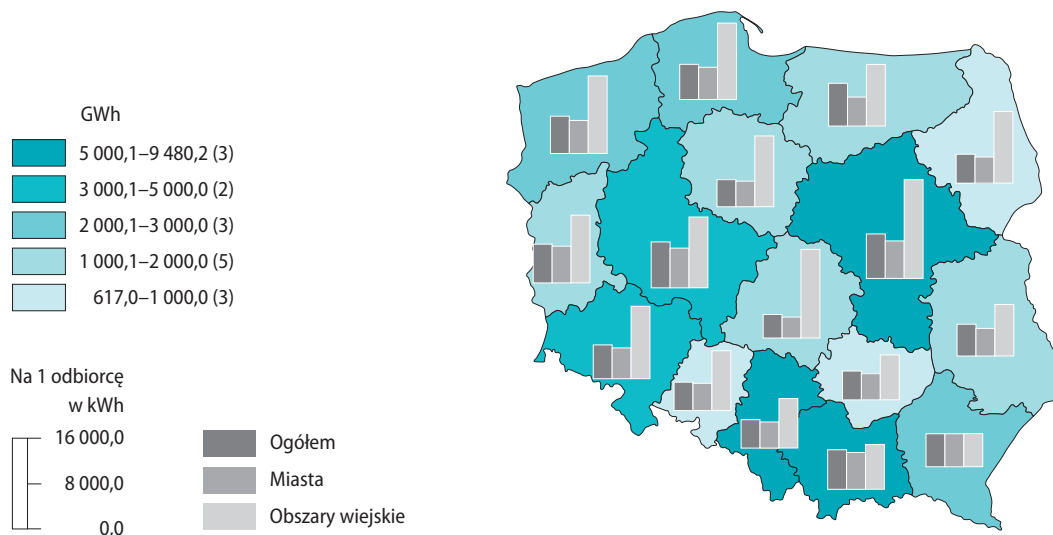 GWh
5 000,1–9 480,2 (3)
3 000,1–5 000,0 (2)
2 000,1–3 000,0 (3)
1 000,1–2 000,0 (5)
617,0–1 000,0 (3)
Na 1 odbiorcę
w kWh
16 000,0
8 000,0
0,0
Ogółem
Miasta
Obszary wiejskie